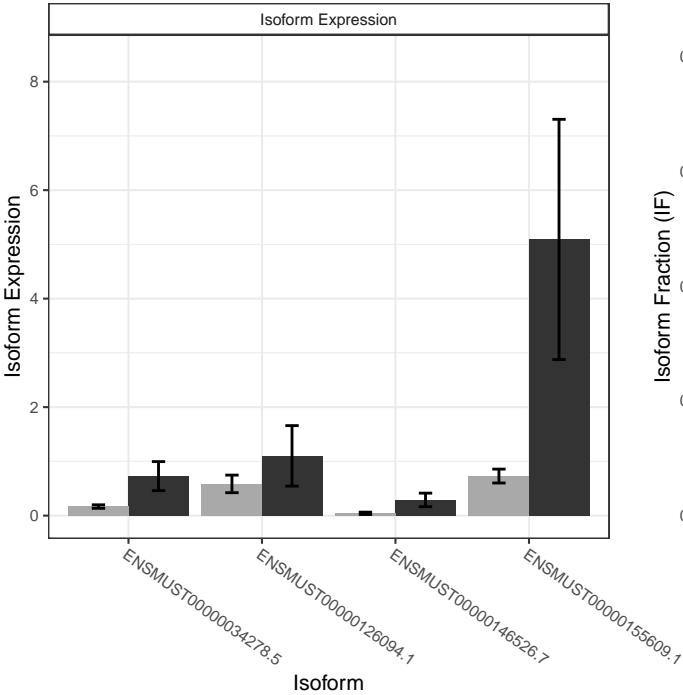 Isoform Expression
8
6
4
2
0
Isoform Expression
ENSMUST00000034278.5
ENSMUST00000126094.1
ENSMUST00000146526.7
ENSMUST00000155609.1
Isoform
Isoform Fraction (IF)